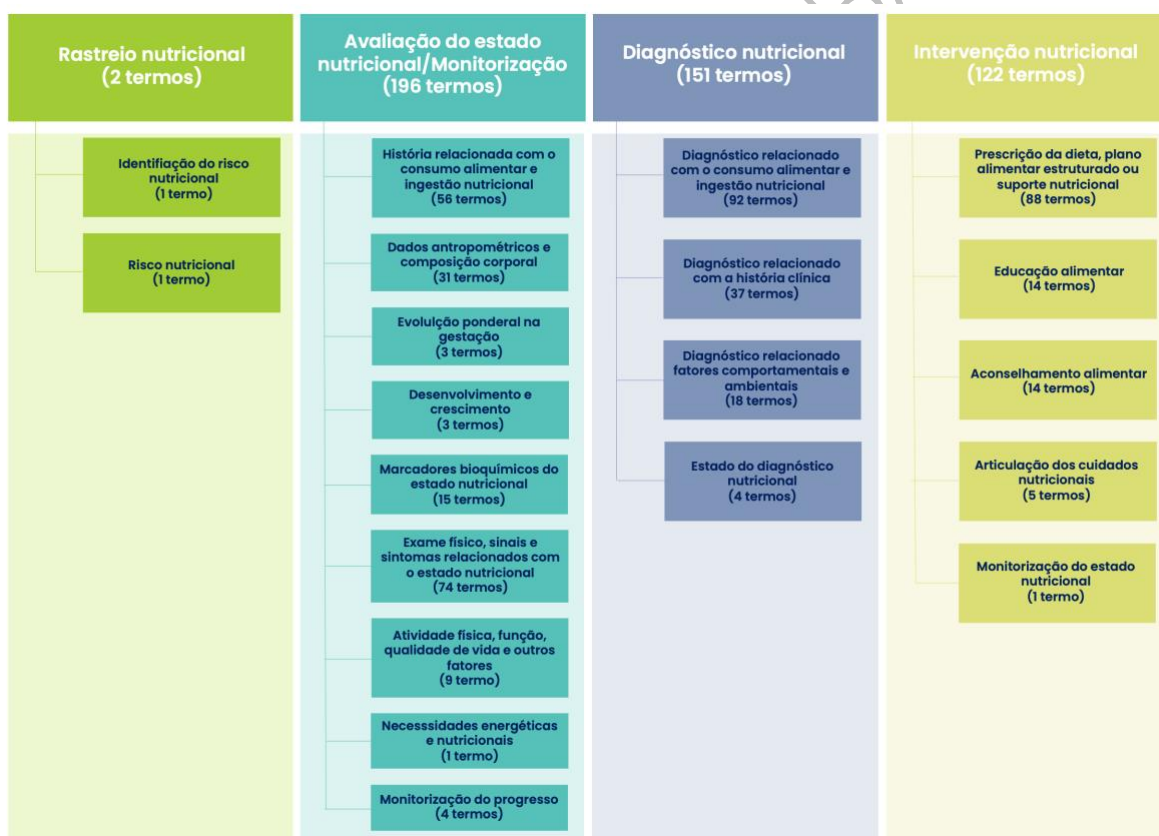 Rastreio nutricional
(2 termos)
Identifiação do risco
nutricional
(1 termo)
Risco nutricional
(1 termo)
Avaliação do estado
nutricional/Monitorização
(196 termos)
História relacionada com o
consumo alimentar e
ingestão nutricional
(56 termos)
Dados antropométricos e
composição corporal
(31 termos)
Evolulção ponderal na
gestação
(3 termos)
Desenvolvimento e
crescimento
(3 termos)
Marcadores bioquímicos do
estado nutricional
(15 termos)
Exame físico, sinais e
sintomas relacionados com
o estado nutricional
(74 termos)
Atividade física, função,
qualidade de vida e outros
fatores
(9 termo)
Necesssidades energéticas
e nutricionais
(1 termo)
Monitorização do progresso
(4 termos)
Diagnóstico nutricional
(151 termos)
Diagnóstico relacionado
com o consumo alimentar e
ingestão nutricional
(92 termos)
Diagnóstico relacionado
com a história clínica
(37 termos)
Diagnóstico relacionado
fatores comportamentais e
ambientais
(18 termos)
Estado do diagnóstico
nutricional
(4 termos)
Intervenção nutricional
(122 termos)
Prescrição da dieta, plano
alimentar estruturado ou
suporte nutricional
(88 termos)
Educação alimentar
(14 termos)
Aconselhamento alimentar
(14 termos)
Articulação dos cuidados
nutricionais
(5 termos)
Monitorização do estado
nutricional
(1 termo)